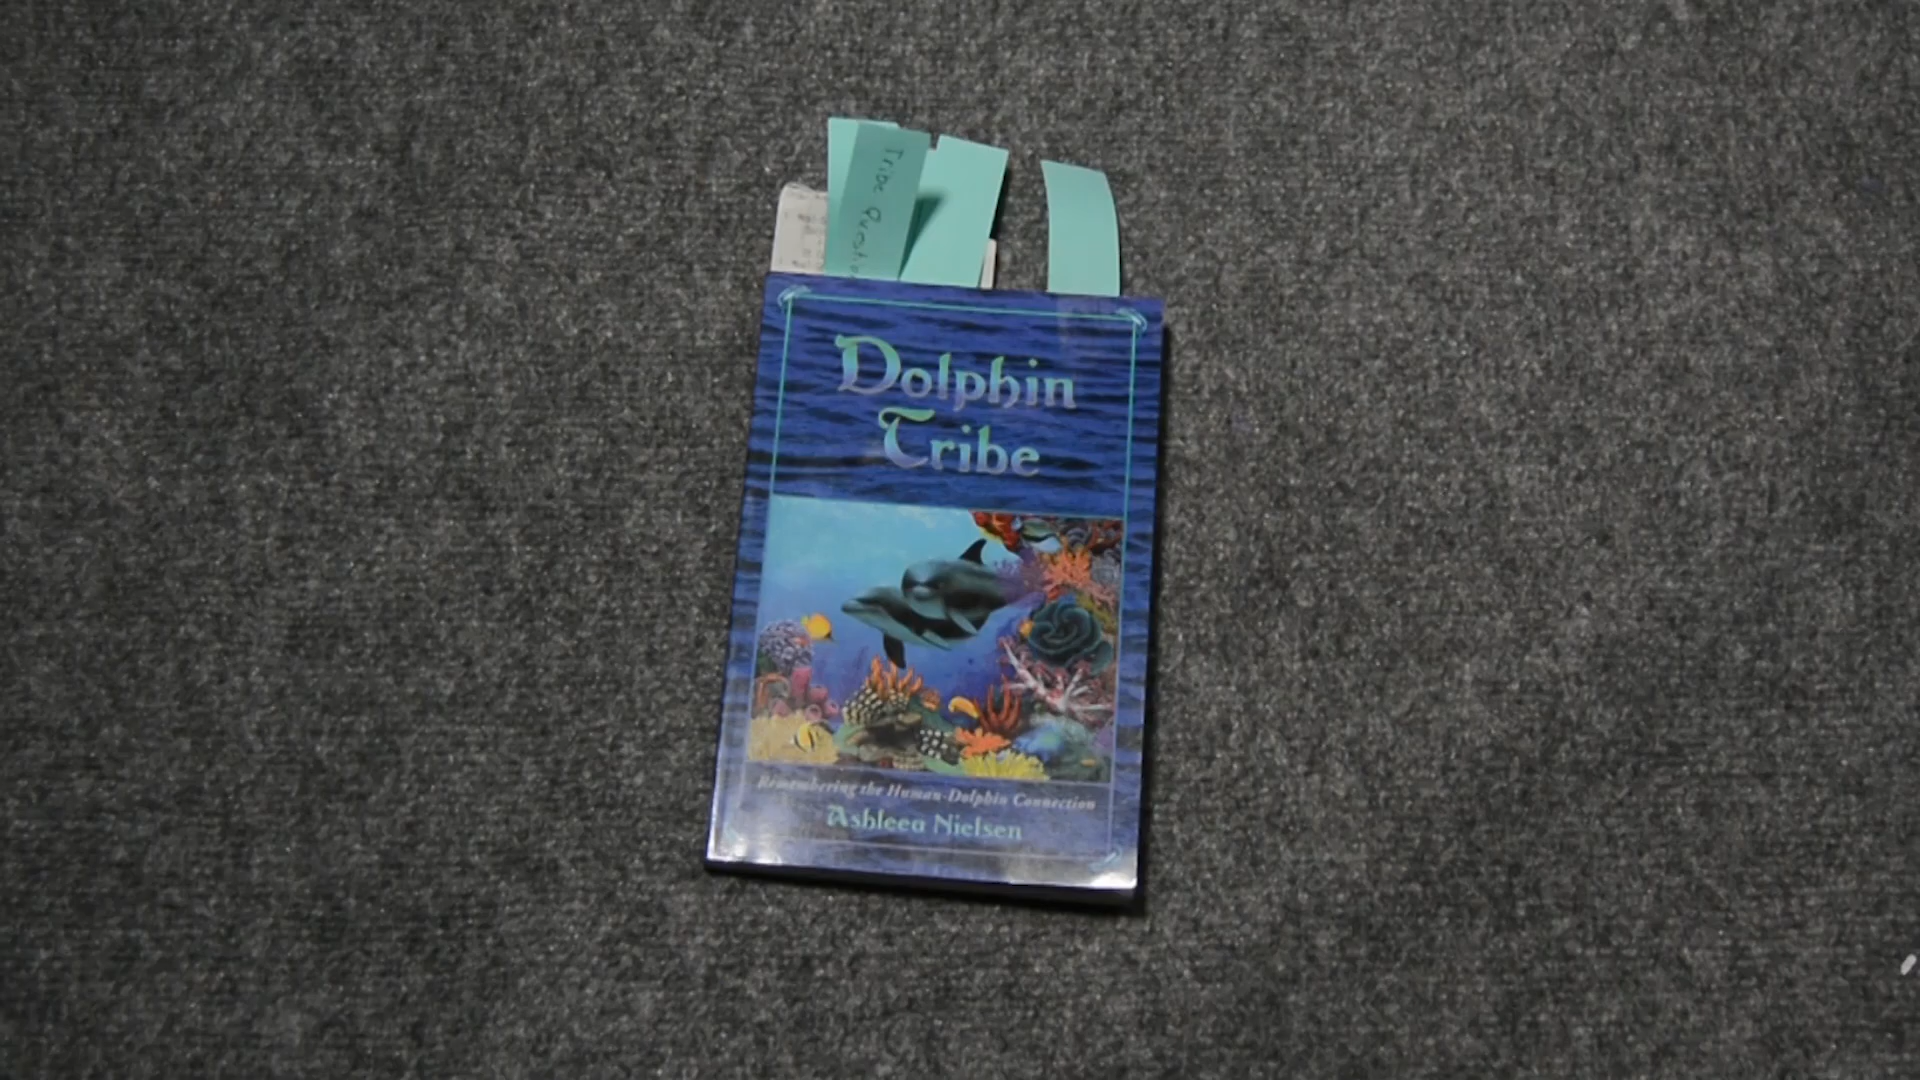 Tribe
Dolphin
Tribe
Remembering the Human-Dolphin Connection
Ashleea Nielsen